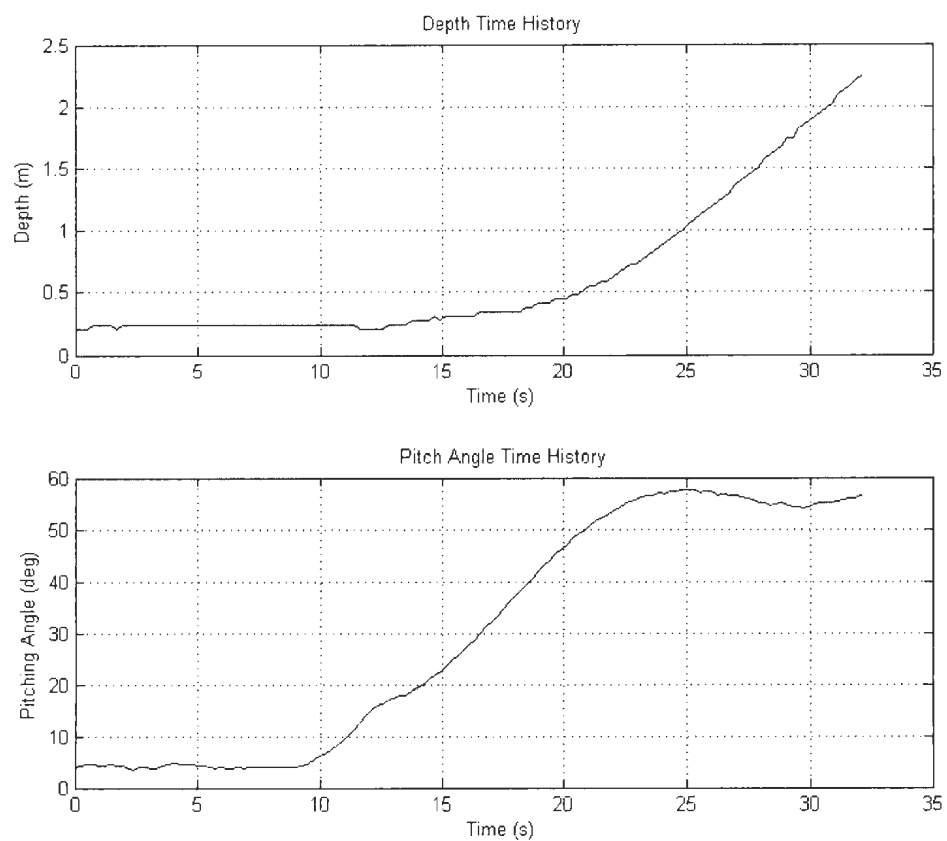 Depth Time History
2.5
2
1.5
1
0.5
0
Depth (m)
0 5 10 15 20 25 30 35
Time (s)
Pitch Angle Time History
60
50
40
30
20
10
0
Pitching Angle (deg)
0 5 10 15 20 25 30 35
Time (s)